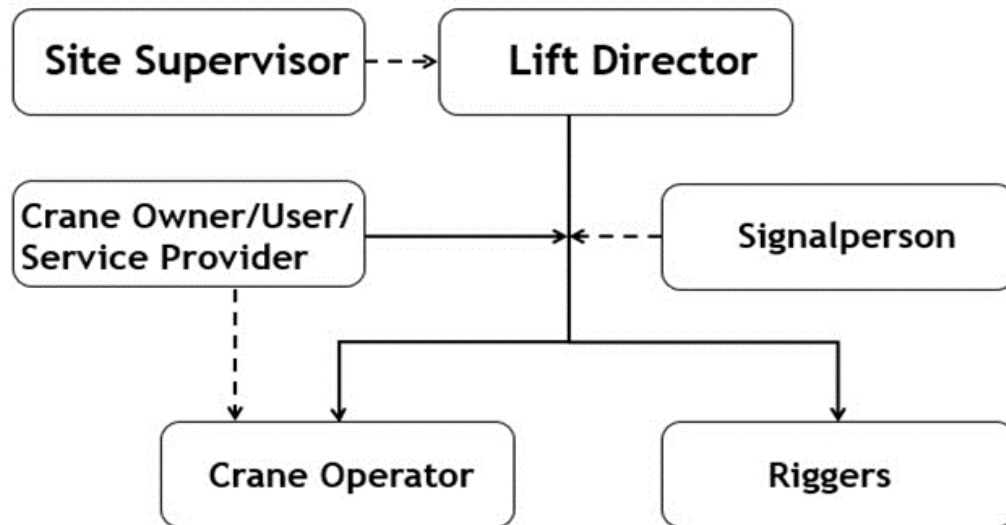 Site Supervisor
Lift Director
Crane Owner/User/
Service Provider
Signalperson
Crane Operator
Riggers